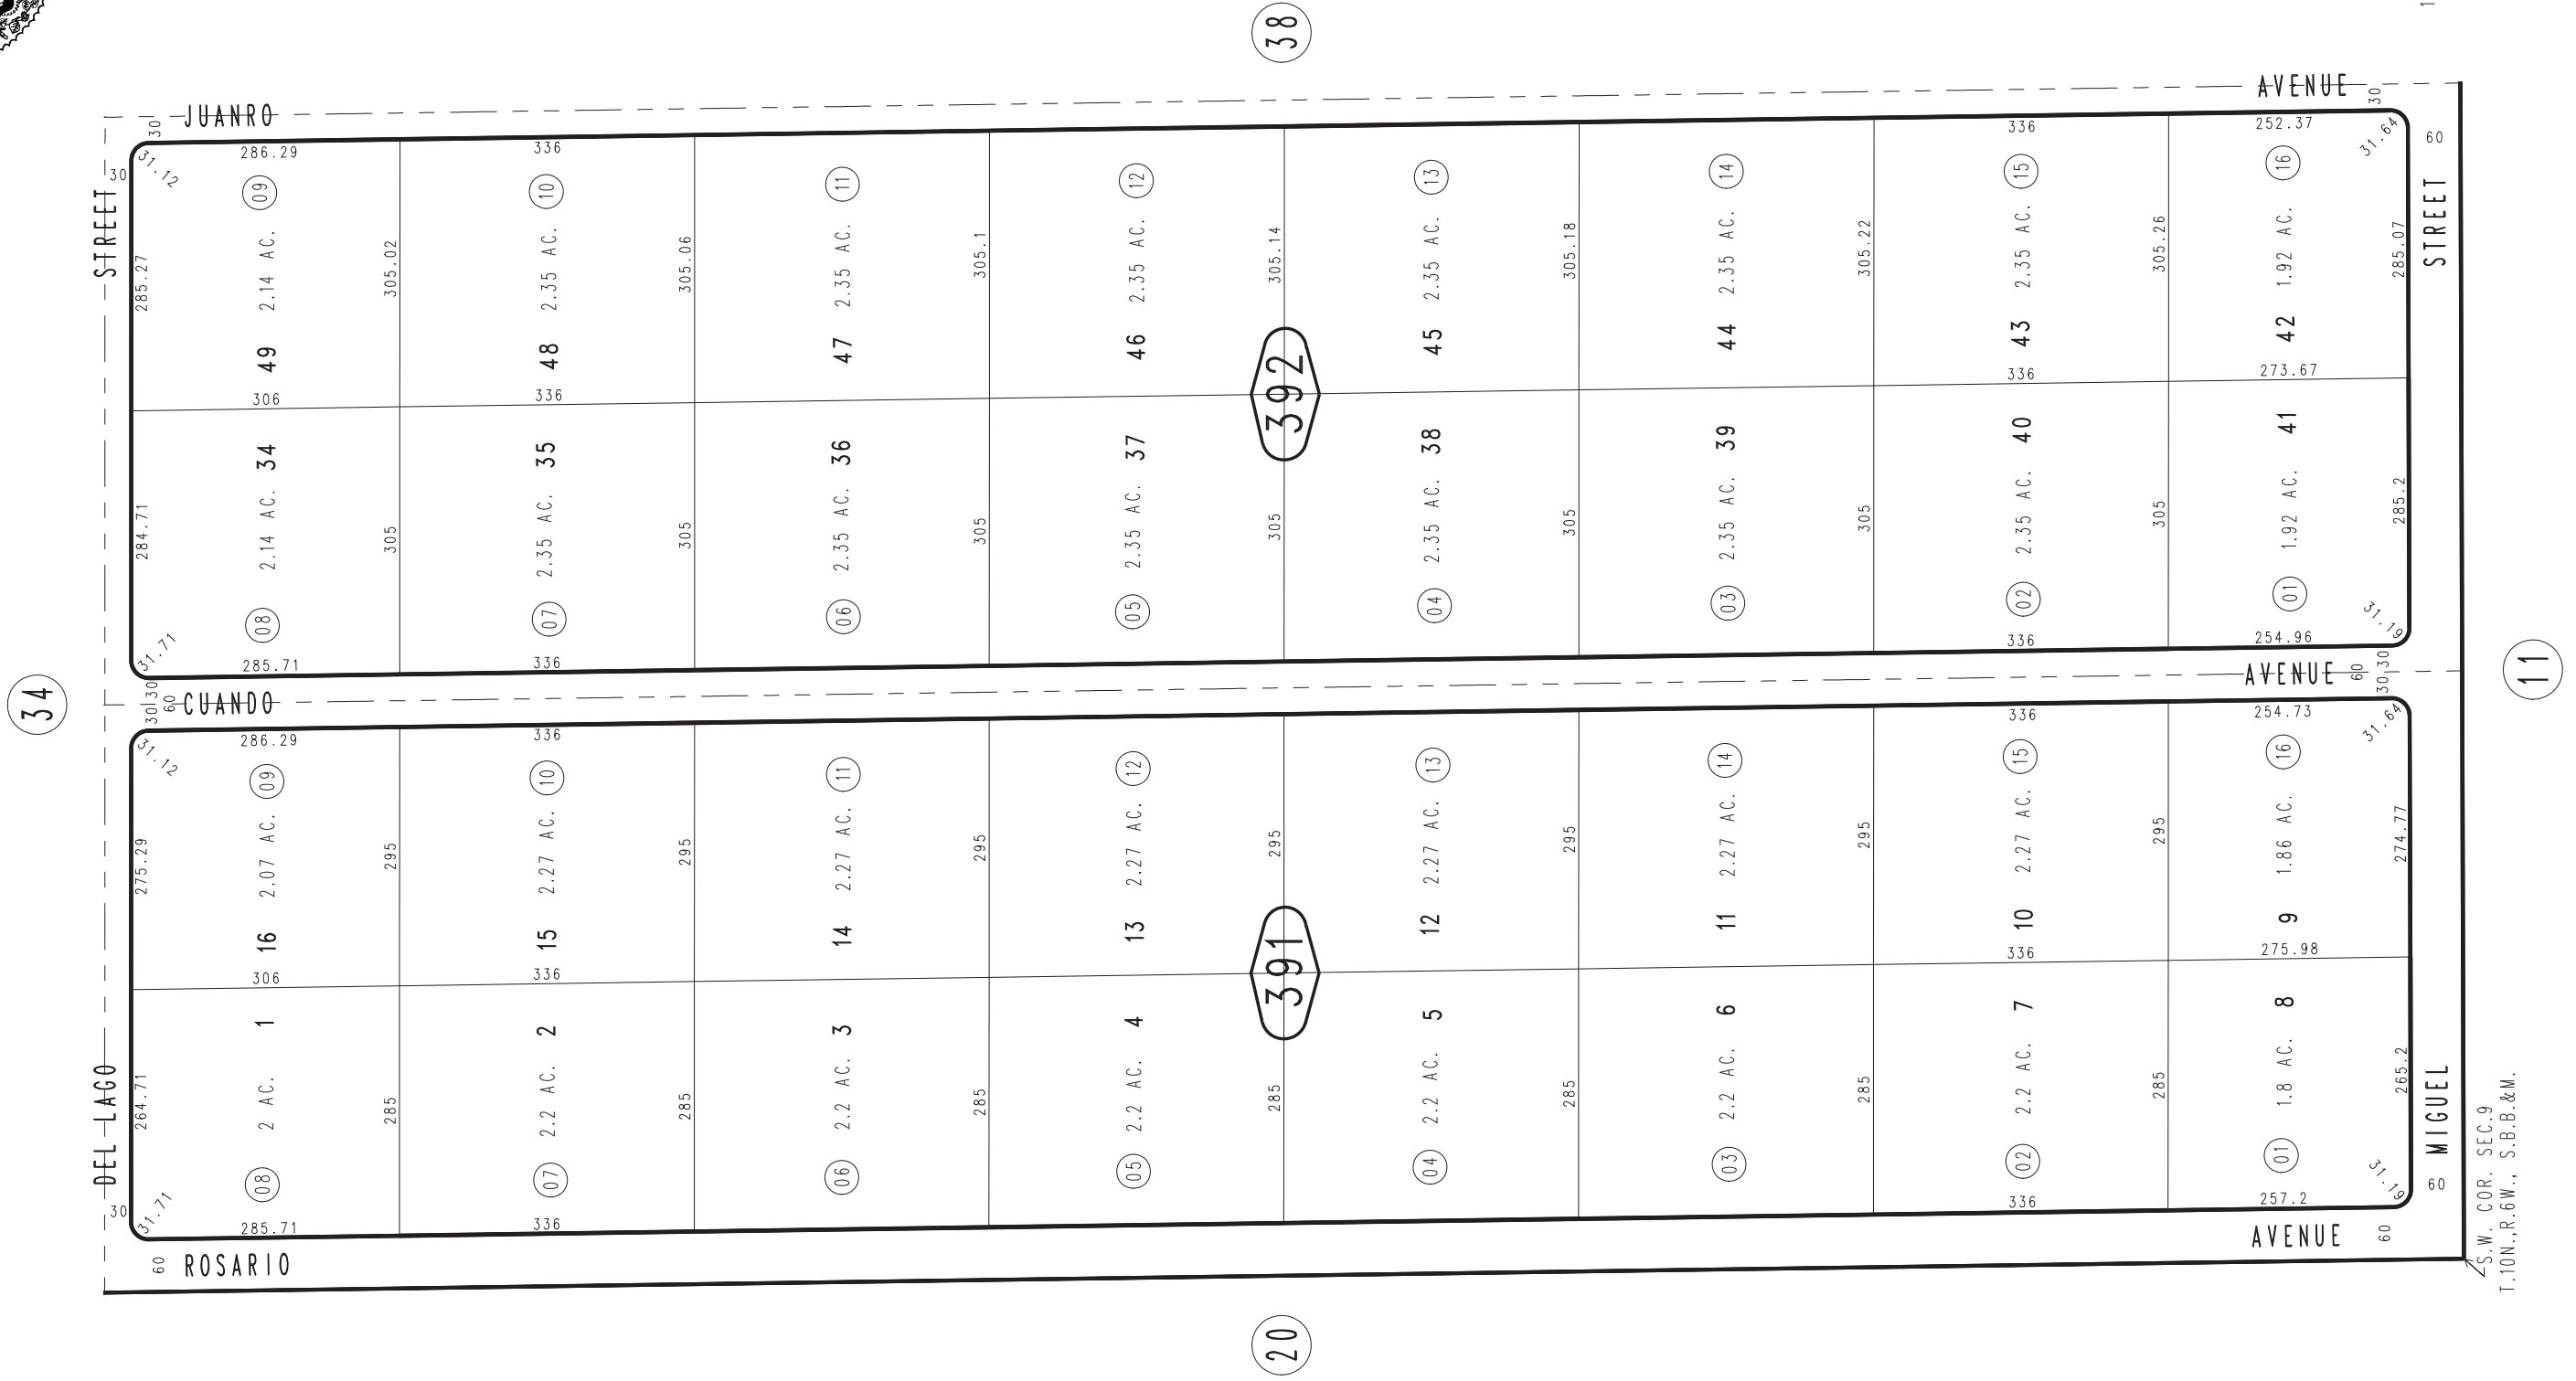 38
JUANRO AVENUE
30 30
31.12 286.29 336 336 252.37 31.64
30 60
STREET STREET
09 10 11 12 13 14 15 16
2.14 AC. 2.35 AC. 2.35 AC. 2.35 AC. 2.35 AC. 2.35 AC. 2.35 AC. 1.92 AC.
285.27 305.02 305.06 305.1 305.14 305.18 305.22 305.26 285.07
49 48 47 46 45 44 43 42
392
306 336 336 273.67
34 35 36 37 38 39 40 41
2.14 AC. 2.35 AC. 2.35 AC. 2.35 AC. 2.35 AC. 2.35 AC. 2.35 AC. 1.92 AC.
284.71 305 305 305 305 305 305 305 285.2
08 07 06 05 04 03 02 01
31.71 285.71 336 336 254.96 31.19
34
30 30 60 CUANDO AVENUE 60 30 30
11
31.12 286.29 336 336 254.73 31.64
09 10 11 12 13 14 15 16
2.07 AC. 2.27 AC. 2.27 AC. 2.27 AC. 2.27 AC. 2.27 AC. 2.27 AC. 1.86 AC.
275.29 295 295 295 295 295 295 295 274.77
16 15 14 13 12 11 10 9
391
306 336 336 275.98
1 2 3 4 5 6 7 8
2 AC. 2.2 AC. 2.2 AC. 2.2 AC. 2.2 AC. 2.2 AC. 2.2 AC. 1.8 AC.
264.71 285 285 285 285 285 285 285 265.2
DEL LAGO MIGUEL
08 07 06 05 04 03 02 01
30 60
31.71 285.71 336 336 257.2 31.19
60 ROSARIO AVENUE 60
S.W. COR. SEC.9
T.10N.,R.6W., S.B.B.&M.
20